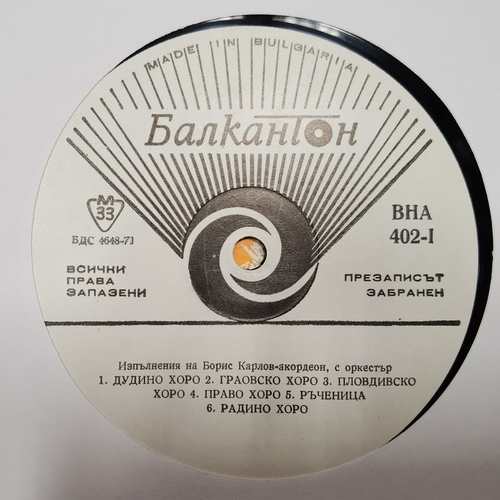 MADE IN BULGARIA
БАЛКАНТОН
М
33
БДС 4648-71
ВНА
402-I
ВСИЧКИ
ПРАВА
ЗАПАЗЕНИ
ПРЕЗАПИСЪТ
ЗАБРАНЕН
Изпълнения на Борис Карлов-акордеон, с оркестър
1. ДУДИНО ХОРО 2. ГРАОВСКО ХОРО 3. ПЛОВДИВСКО
ХОРО 4. ПРАВО ХОРО 5. РЪЧЕНИЦА
6. РАДИНО ХОРО